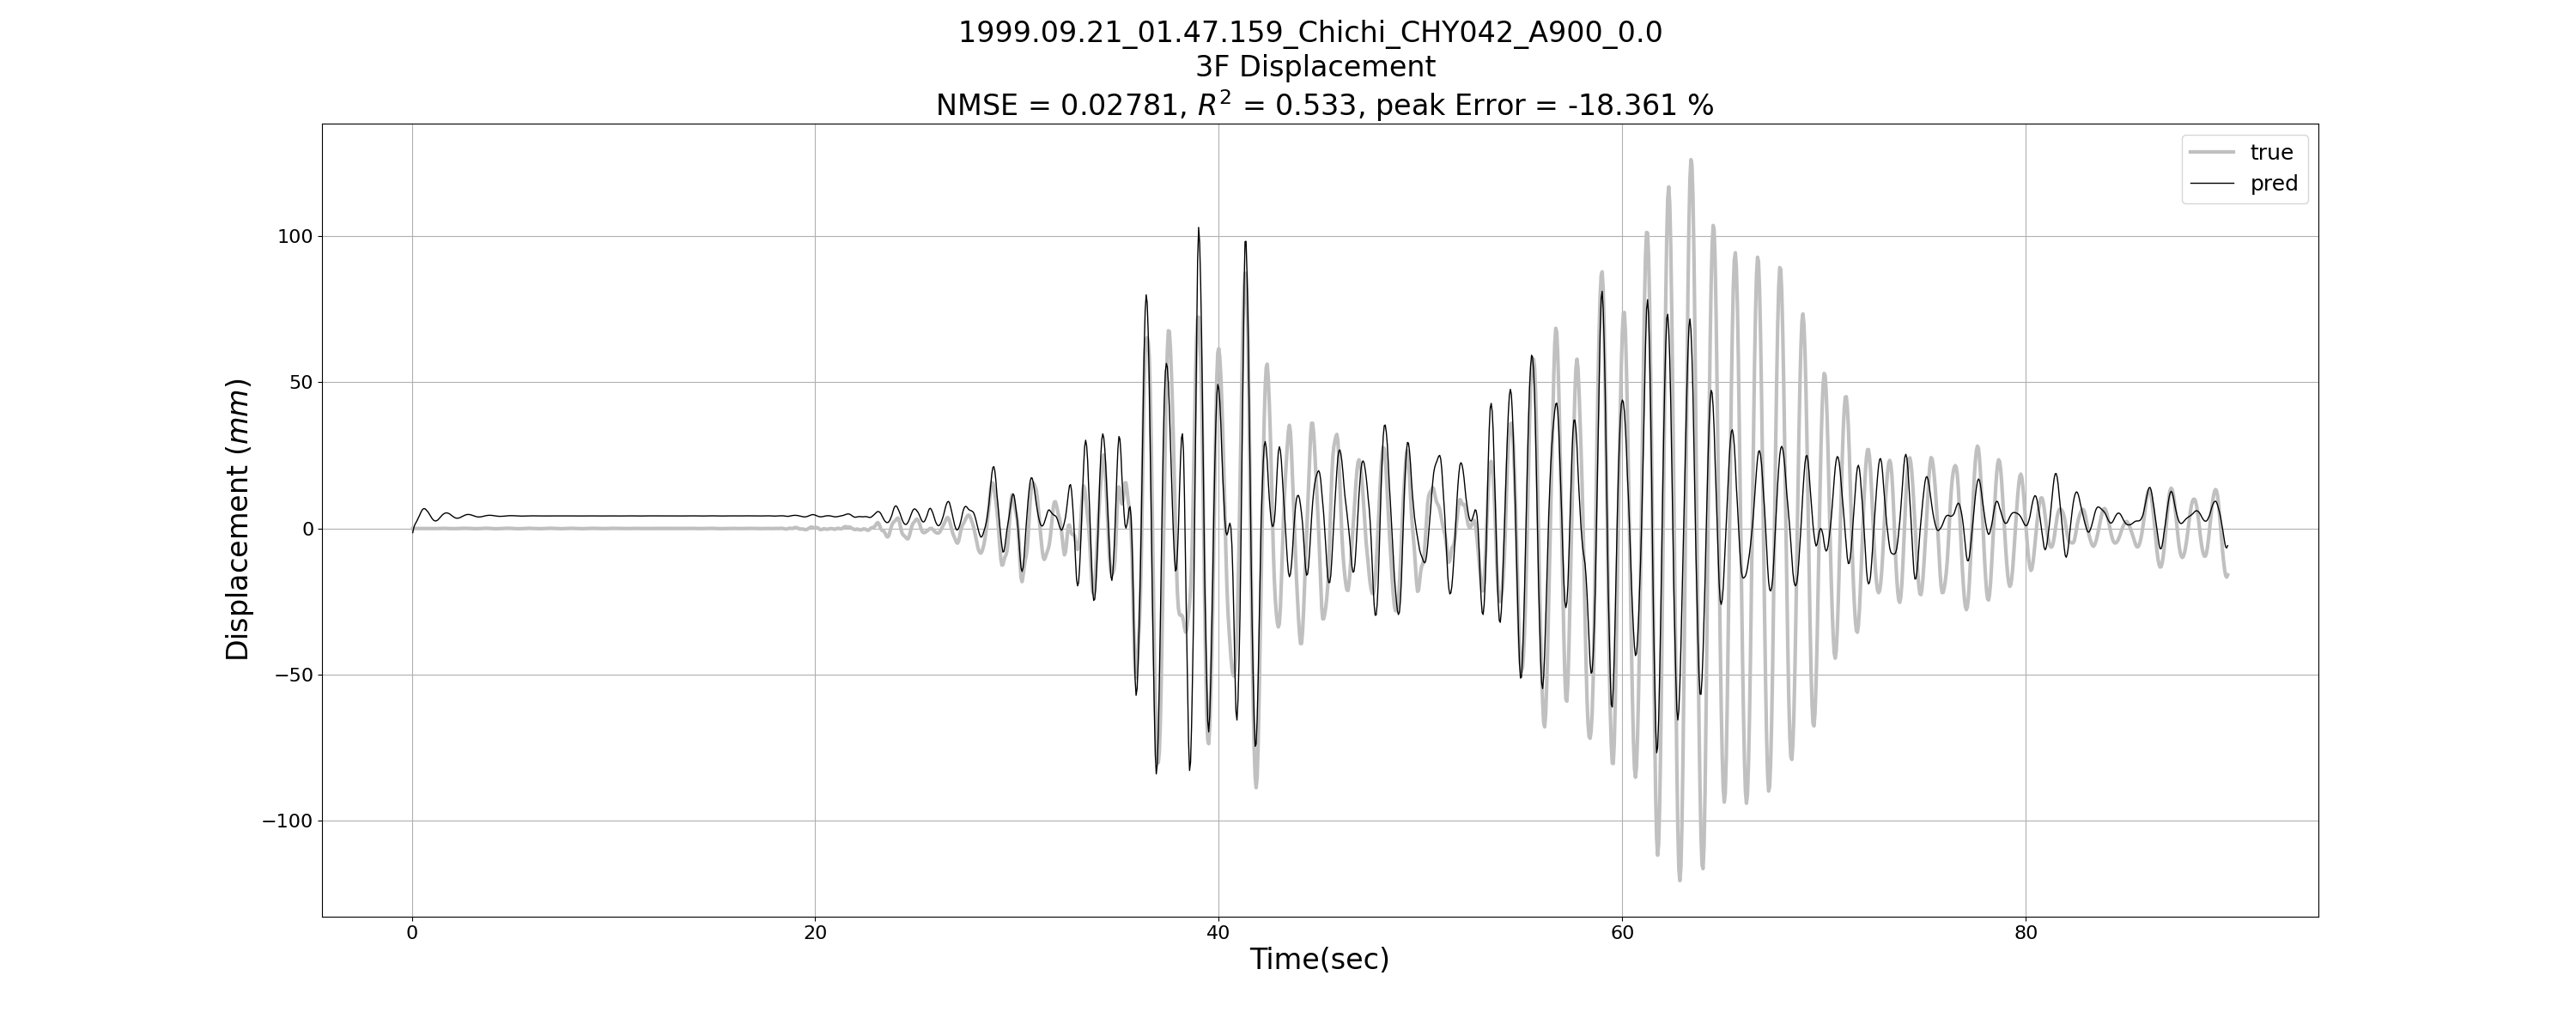 1999.09.21_01.47.159_Chichi_CHY042_A900_0.0
3F Displacement
NMSE = 0.02781, R² = 0.533, peak Error = -18.361 %
true
pred
Displacement (mm)
100
50
0
−50
−100
0 20 40 60 80
Time(sec)